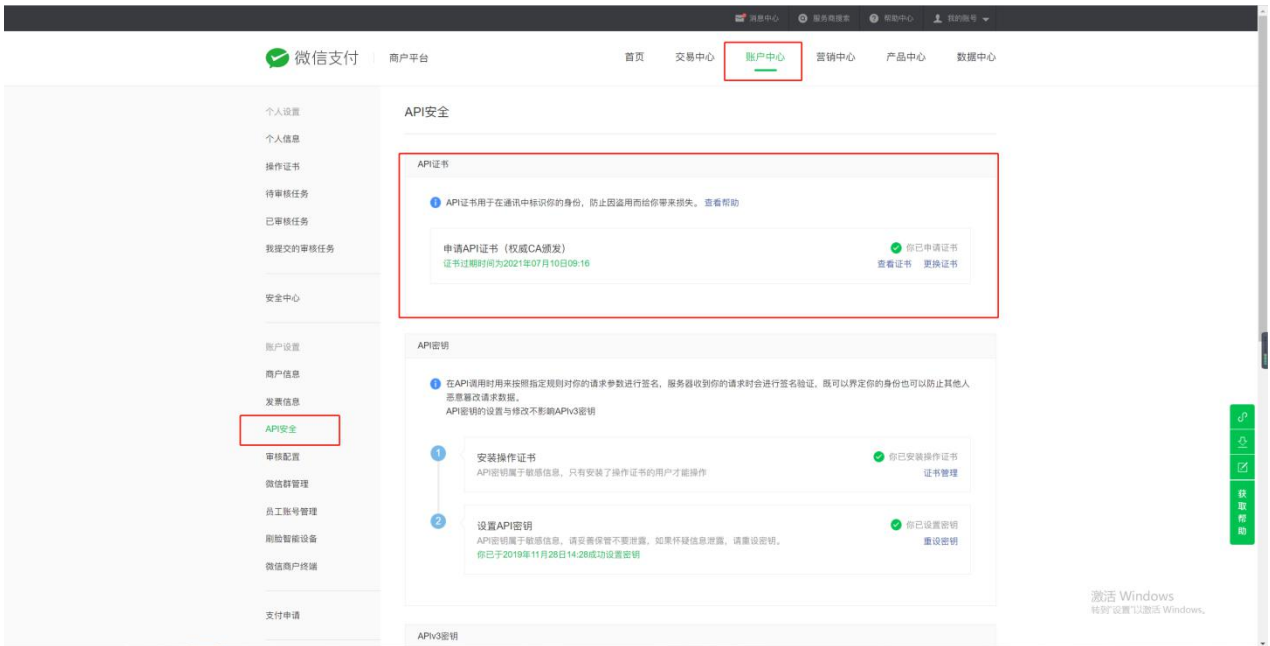 消息中心 服务商搜索 帮助中心 我的账号
微信支付 商户平台 首页 交易中心 账户中心 营销中心 产品中心 数据中心
个人设置
个人信息
操作证书
待审核任务
已审核任务
我提交的审核任务
安全中心
账户设置
商户信息
发票信息
API安全
审核配置
微信群管理
员工账号管理
刷脸智能设备
微信商户终端
支付申请
API安全
API证书
API证书用于在通讯中标识你的身份，防止因盗用而给你带来损失。 查看帮助
申请API证书（权威CA颁发）
证书过期时间为2021年07月10日09:16
你已申请证书
查看证书 更换证书
API密钥
在API调用时用来按照指定规则对你的请求参数进行签名，服务器收到你的请求时会进行签名验证，既可以界定你的身份也可以防止其他人
恶意篡改请求数据。
API密钥的设置与修改不影响APIv3密钥
1
安装操作证书
API密钥属于敏感信息，只有安装了操作证书的用户才能操作
你已安装操作证书
证书管理
2
设置API密钥
API密钥属于敏感信息，请妥善保管不要泄露，如果怀疑信息泄露，请重设密钥。
你已于2019年11月28日14:28成功设置密钥
你已设置密钥
重设密钥
APIv3密钥
获取帮助
激活 Windows
转到"设置"以激活 Windows。